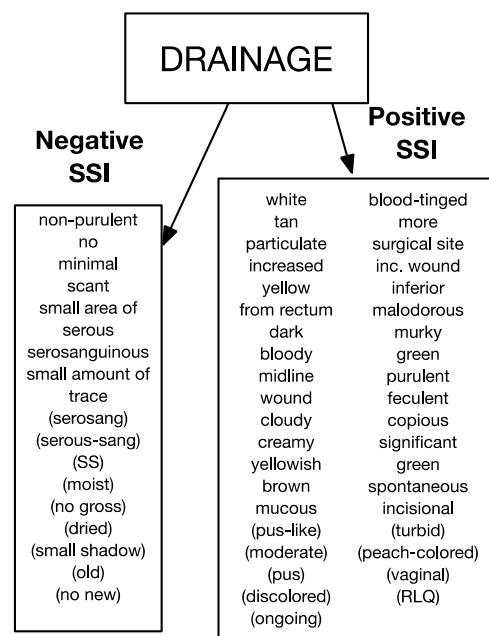 DRAINAGE
Negative
SSI
non-purulent
no
minimal
scant
small area of
serous
serosanguinous
small amount of
trace
(serosang)
(serous-sang)
(SS)
(moist)
(no gross)
(dried)
(small shadow)
(old)
(no new)
Positive
SSI
white
tan
particulate
increased
yellow
from rectum
dark
bloody
midline
wound
cloudy
creamy
yellowish
brown
mucous
(pus-like)
(moderate)
(pus)
(discolored)
(ongoing)
blood-tinged
more
surgical site
inc. wound
inferior
malodorous
murky
green
purulent
feculent
copious
significant
green
spontaneous
incisional
(turbid)
(peach-colored)
(vaginal)
(RLQ)